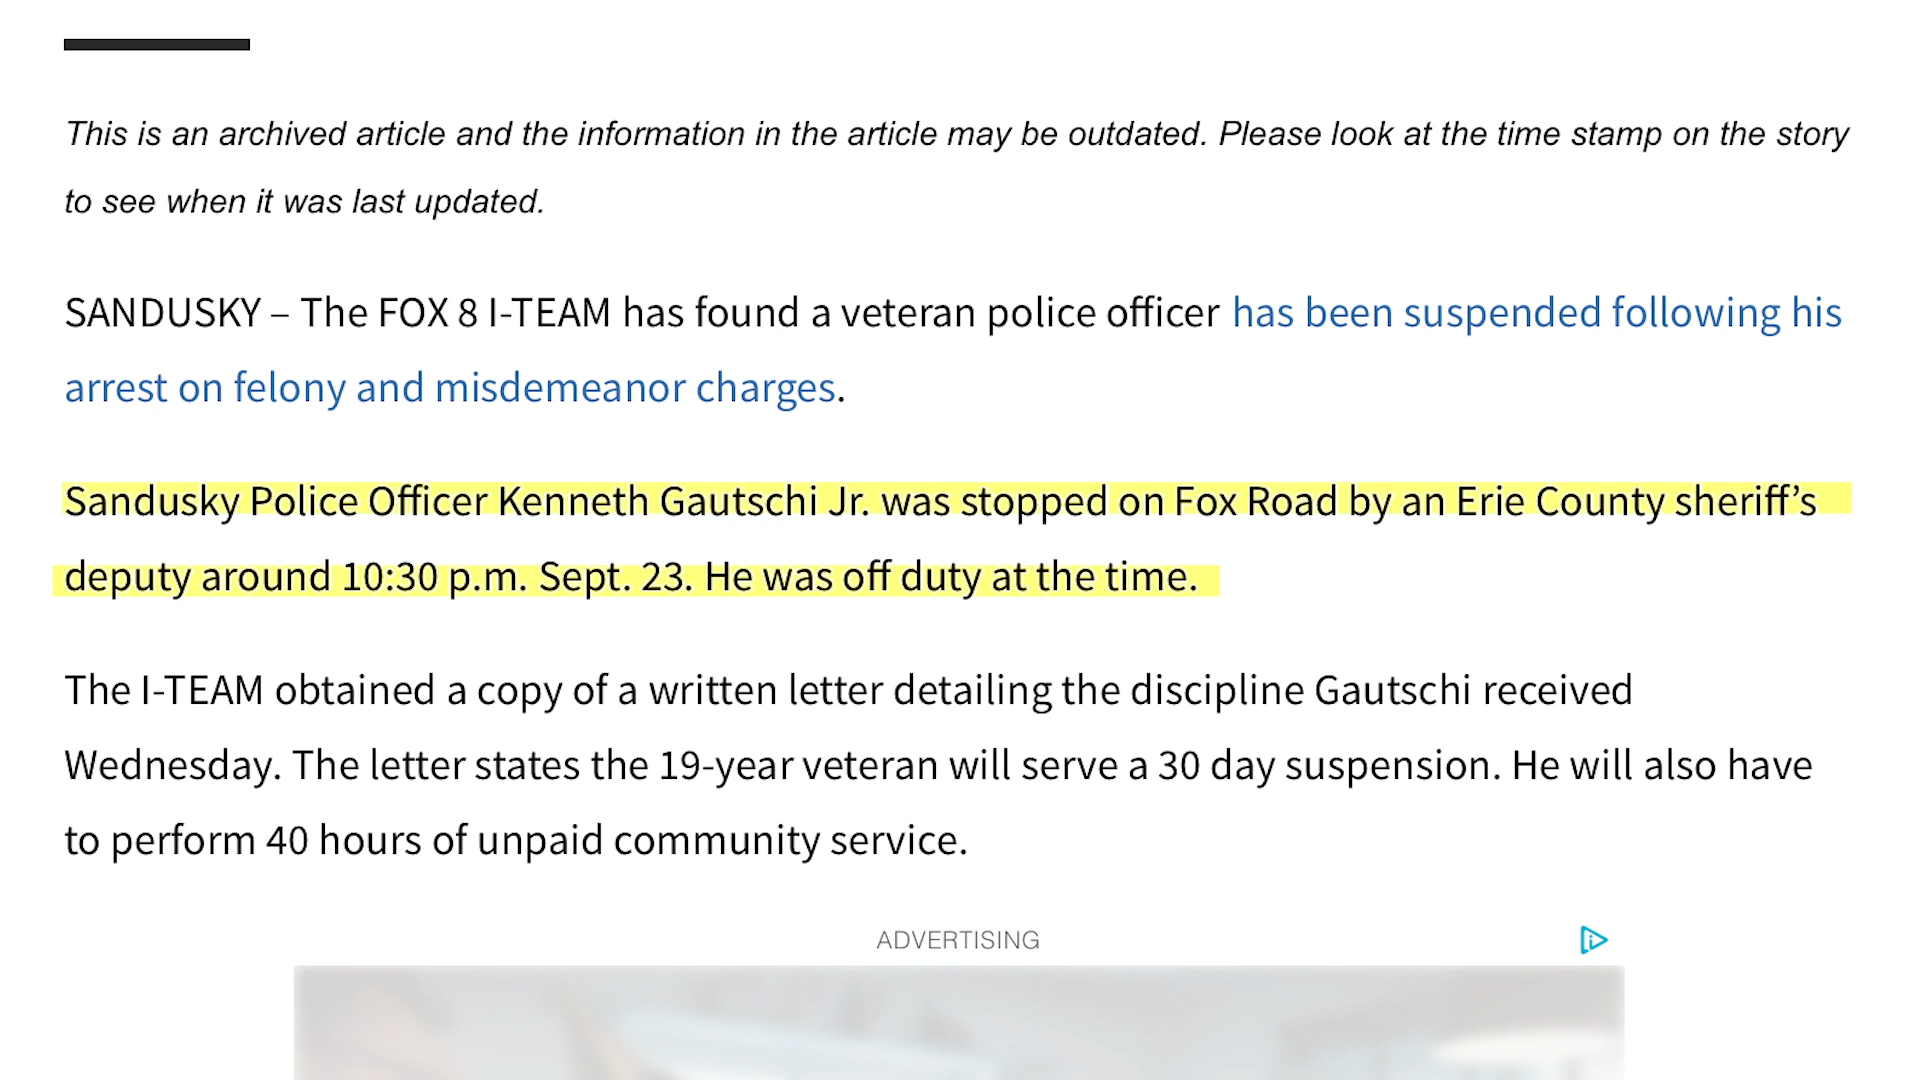 This is an archived article and the information in the article may be outdated. Please look at the time stamp on the story
to see when it was last updated.
SANDUSKY – The FOX 8 I-TEAM has found a veteran police officer has been suspended following his
arrest on felony and misdemeanor charges.
Sandusky Police Officer Kenneth Gautschi Jr. was stopped on Fox Road by an Erie County sheriff’s
deputy around 10:30 p.m. Sept. 23. He was off duty at the time.
The I-TEAM obtained a copy of a written letter detailing the discipline Gautschi received
Wednesday. The letter states the 19-year veteran will serve a 30 day suspension. He will also have
to perform 40 hours of unpaid community service.
ADVERTISING